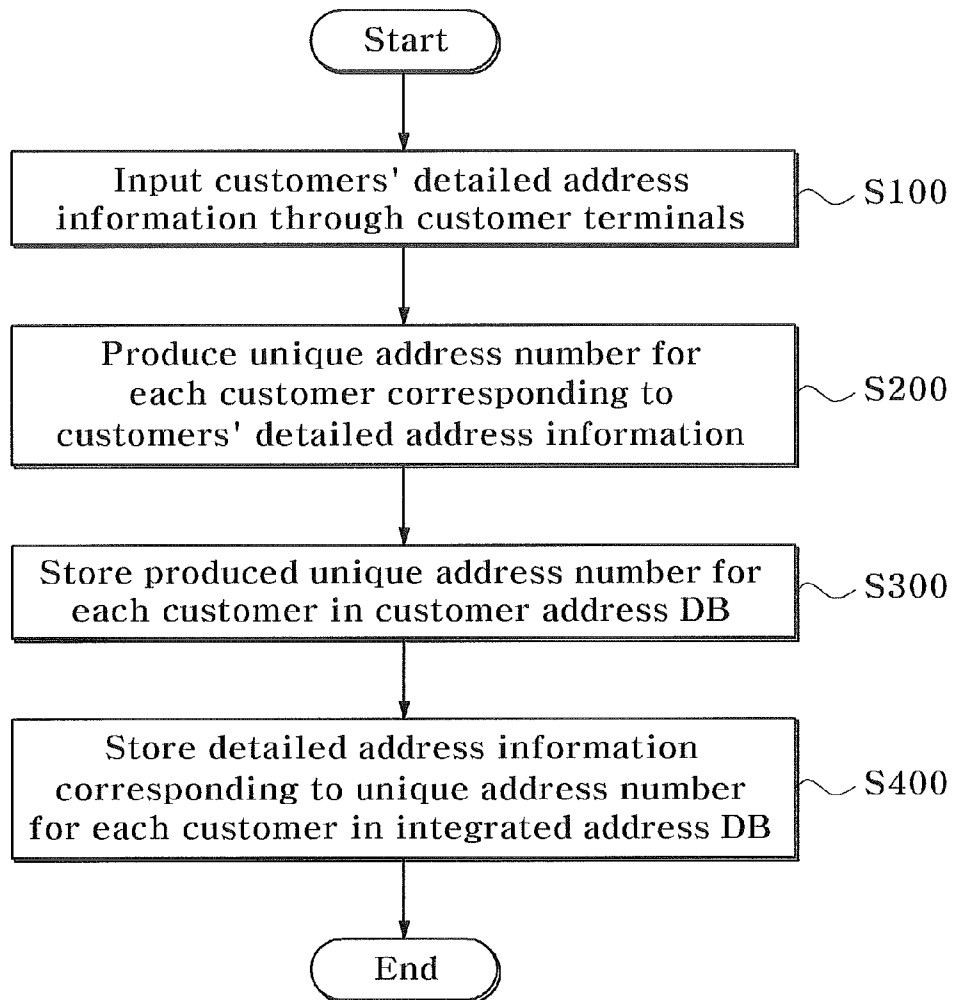 Start
Input customers' detailed address
information through customer terminals
S100
Produce unique address number for
each customer corresponding to
customers' detailed address information
S200
Store produced unique address number for
each customer in customer address DB
S300
Store detailed address information
corresponding to unique address number
for each customer in integrated address DB
S400
End